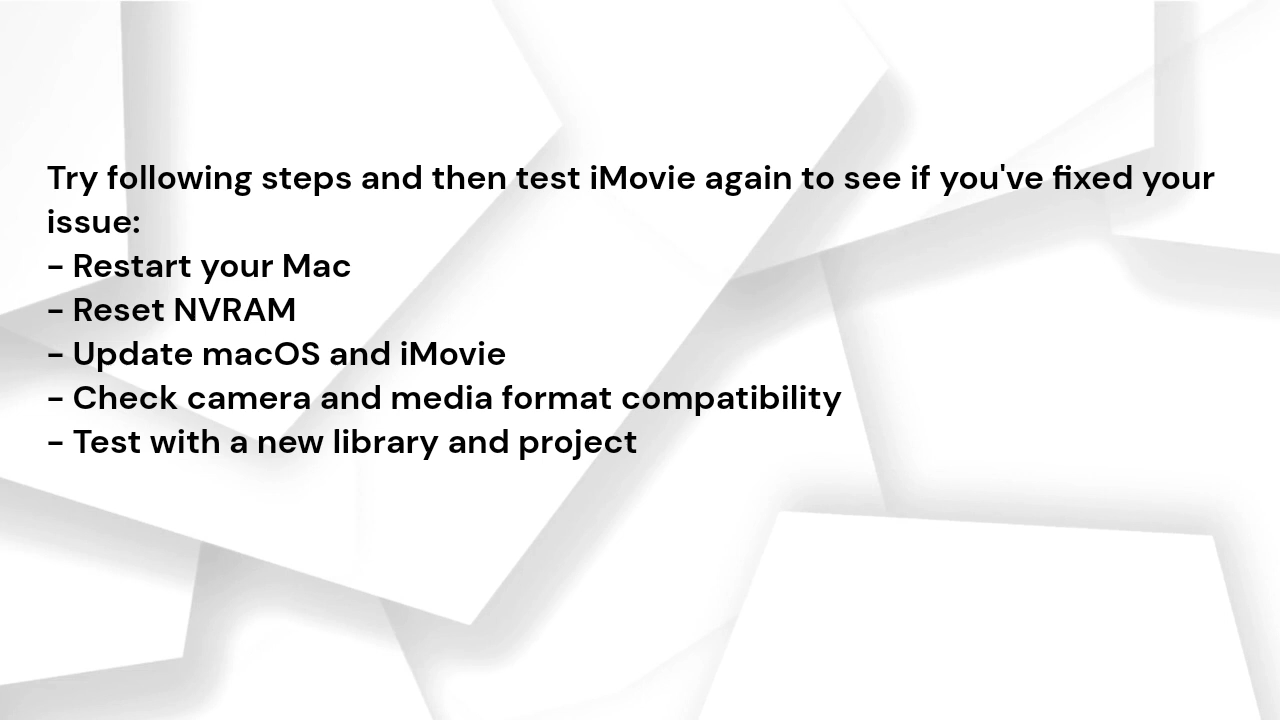 Try following steps and then test iMovie again to see if you've fixed your
issue:
- Restart your Mac
- Reset NVRAM
- Update macOS and iMovie
- Check camera and media format compatibility
- Test with a new library and project